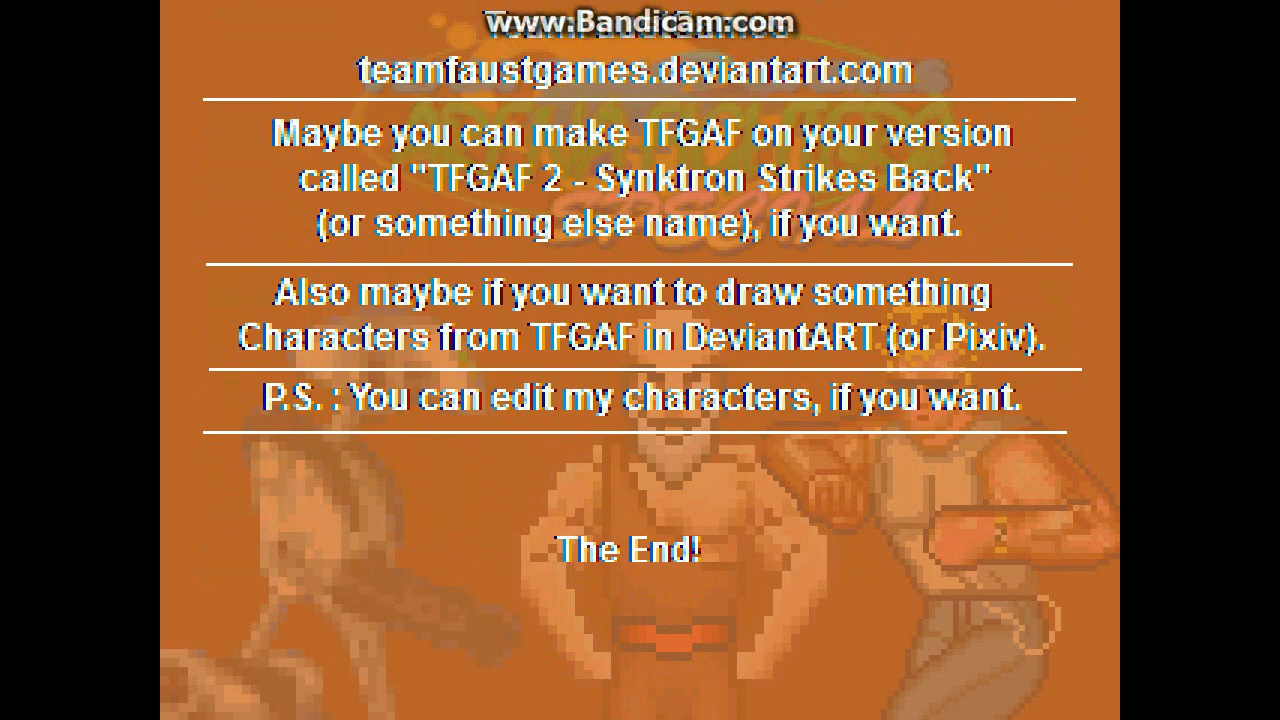 www.Bandicam.com
teamfaustgames.deviantart.com
Maybe you can make TFGAF on your version
called "TFGAF 2 - Synktron Strikes Back"
(or something else name), if you want.
Also maybe if you want to draw something
Characters from TFGAF in DeviantART (or Pixiv).
P.S. : You can edit my characters, if you want.
The End!